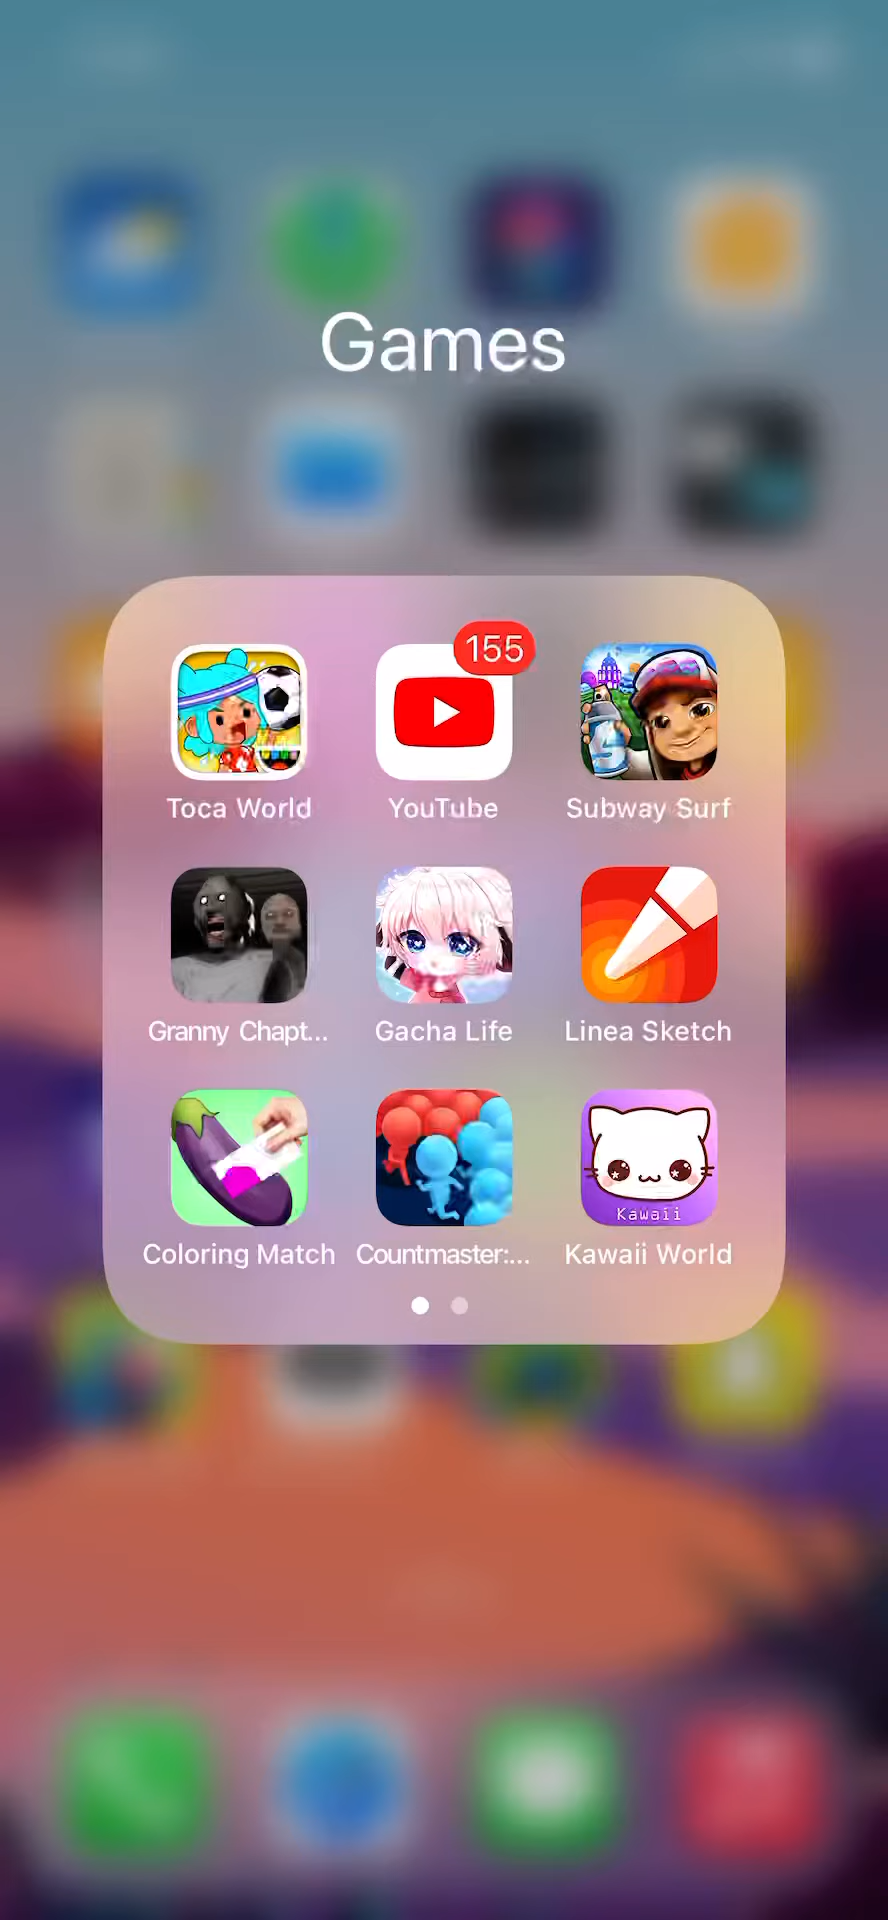 Games
155
Toca World
YouTube
Subway Surf
Granny Chapt...
Gacha Life
Linea Sketch
Kawaii
Coloring Match
Countmaster:...
Kawaii World